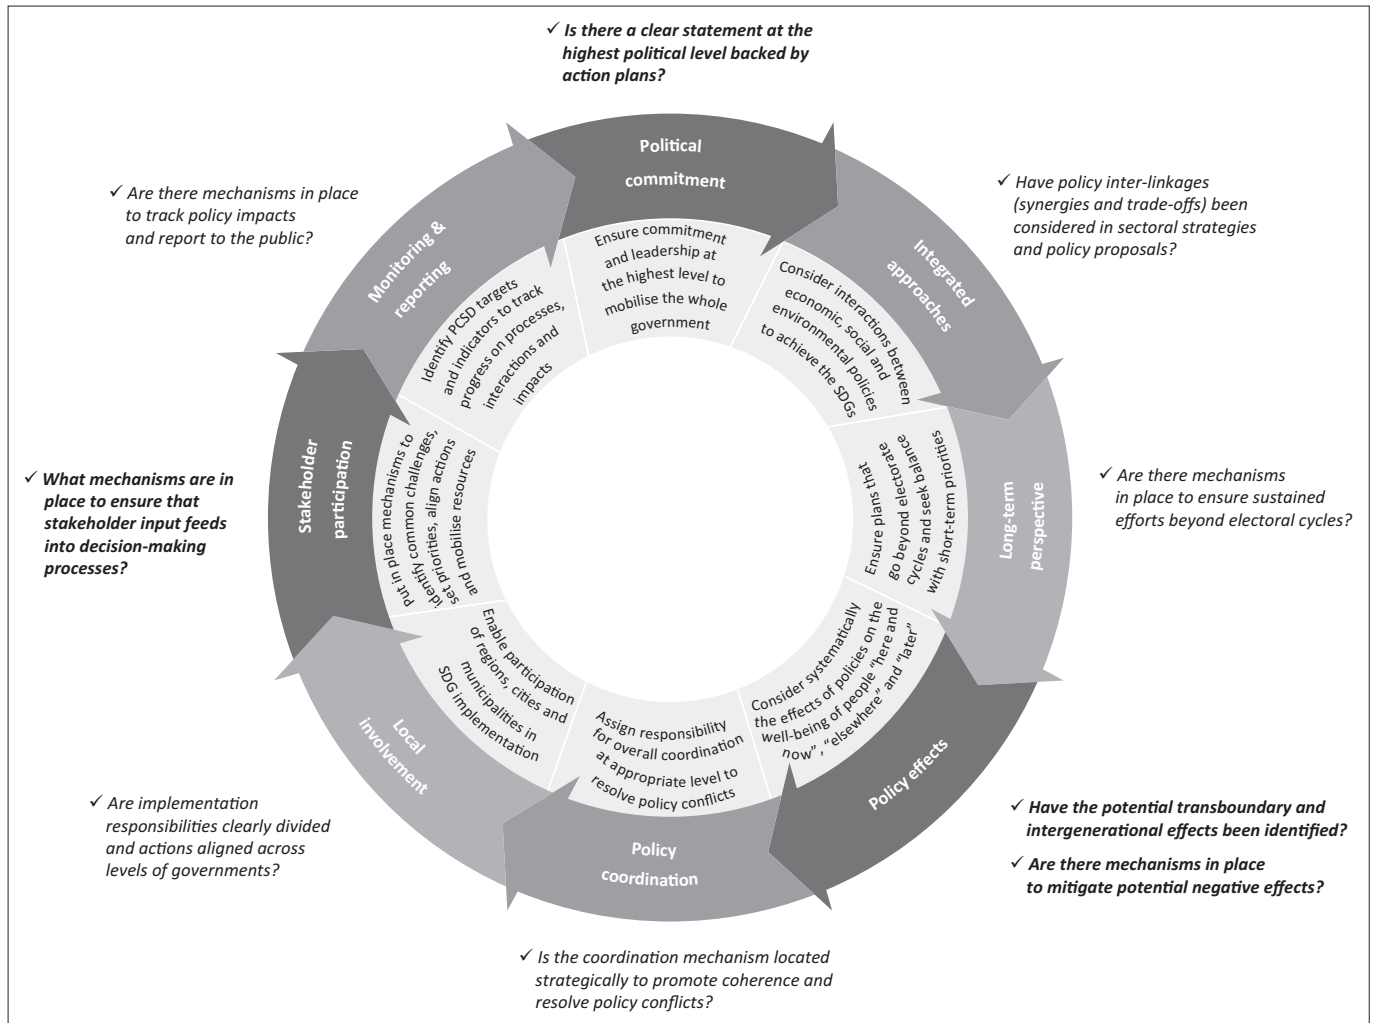 ✓ Is there a clear statement at the
highest political level backed by
action plans?
Political
commitment
Ensure commitment
and leadership at
the highest level to
mobilise the whole
government
✓ Have policy inter-linkages
(synergies and trade-offs) been
considered in sectoral strategies
and policy proposals?
Integrated
approaches
Consider interactions between
economic, social and
environmental policies
to achieve the SDGs
✓ Are there mechanisms
in place to ensure sustained
efforts beyond electoral cycles?
Long-term
perspective
Ensure plans that
go beyond electorate
cycles and seek balance
with short-term priorities
✓ Have the potential transboundary and
intergenerational effects been identified?
✓ Are there mechanisms in place
to mitigate potential negative effects?
Policy effects
Consider systematically
the effects of policies on the
well-being of people “here and
now”, “elsewhere” and “later”
✓ Is the coordination mechanism located
strategically to promote coherence and
resolve policy conflicts?
Policy
coordination
Assign responsibility
for overall coordination
at appropriate level to
resolve policy conflicts
✓ Are implementation
responsibilities clearly divided
and actions aligned across
levels of governments?
Local
involvement
Enable participation
of regions, cities and
municipalities in
SDG implementation
✓ What mechanisms are in
place to ensure that
stakeholder input feeds
into decision-making
processes?
Stakeholder
participation
Put in place mechanisms to
identify common challenges,
set priorities, align actions
and mobilise resources
✓ Are there mechanisms in place
to track policy impacts
and report to the public?
Monitoring &
reporting
Identify PCSD targets
and indicators to track
progress on processes,
interactions and
impacts